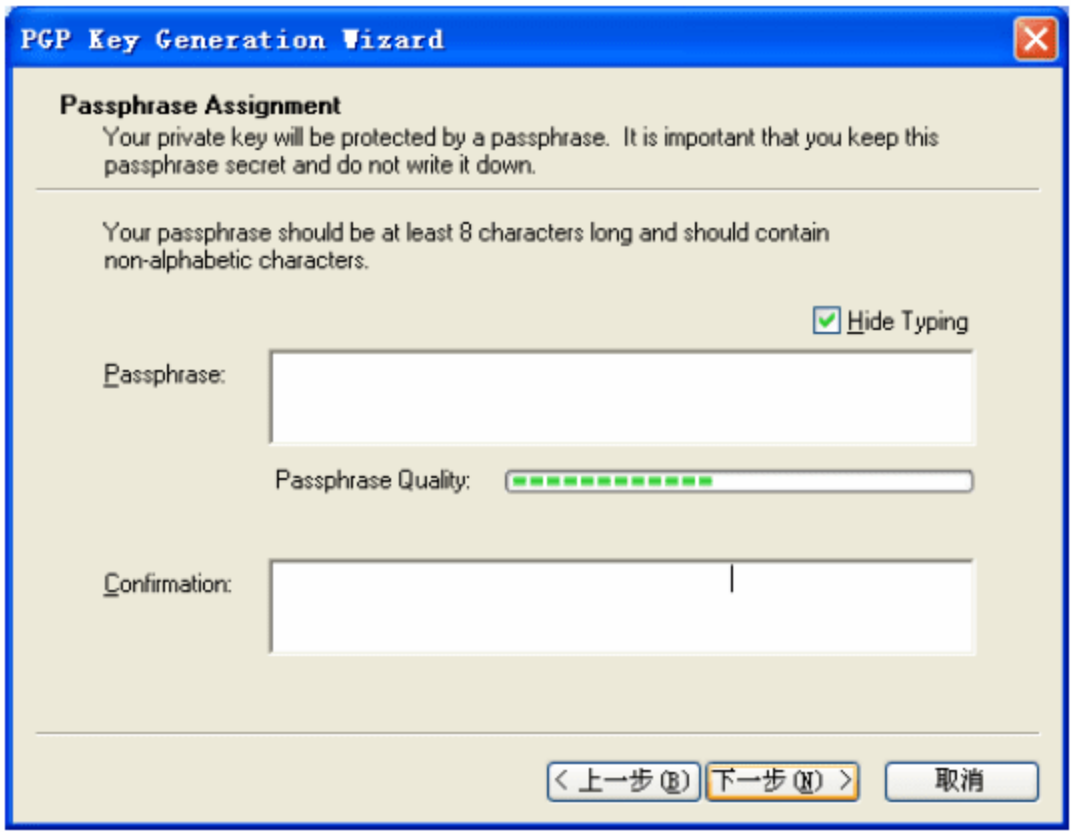 PGP Key Generation Wizard
Passphrase Assignment
Your private key will be protected by a passphrase. It is important that you keep this
passphrase secret and do not write it down.
Your passphrase should be at least 8 characters long and should contain
non-alphabetic characters.
Hide Typing
Passphrase:
Passphrase Quality:
Confirmation:
< 上一步(B) 下一步(N) > 取消